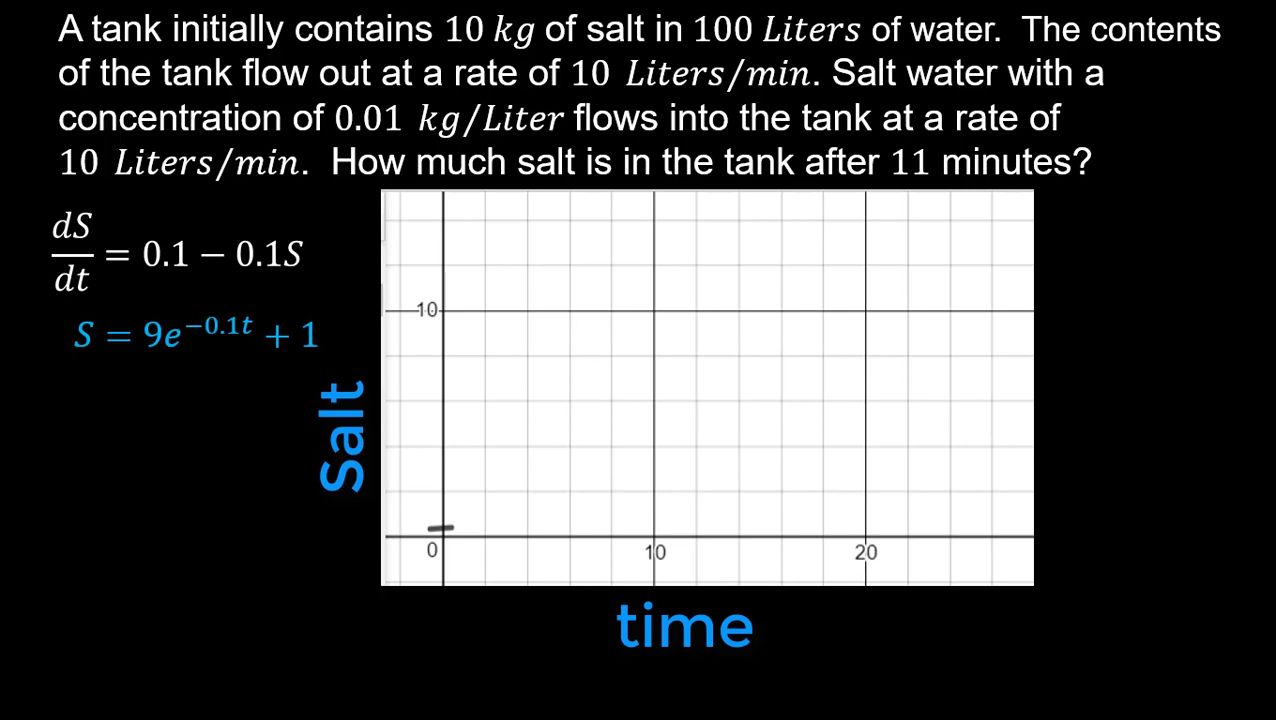 A tank initially contains 10 kg of salt in 100 Liters of water. The contents
of the tank flow out at a rate of 10 Liters/min. Salt water with a
concentration of 0.01 kg/Liter flows into the tank at a rate of
10 Liters/min. How much salt is in the tank after 11 minutes?
dS/dt = 0.1 − 0.1S
S = 9e^{−0.1t} + 1
10
Salt
0 10 20
time